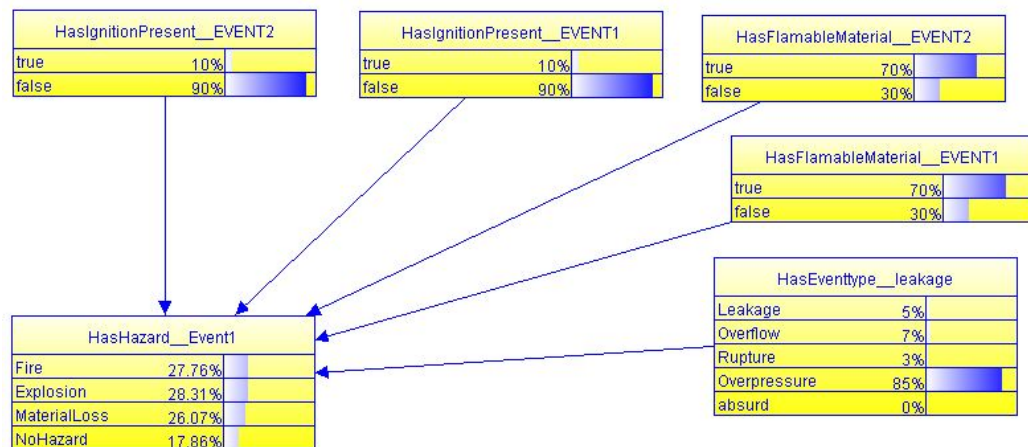 HasIgnitionPresent__EVENT2
true 10%
false 90%
HasIgnitionPresent__EVENT1
true 10%
false 90%
HasFlamableMaterial__EVENT2
true 70%
false 30%
HasFlamableMaterial__EVENT1
true 70%
false 30%
HasEventtype__leakage
Leakage 5%
Overflow 7%
Rupture 3%
Overpressure 85%
absurd 0%
HasHazard__Event1
Fire 27.76%
Explosion 28.31%
MaterialLoss 26.07%
NoHazard 17.86%